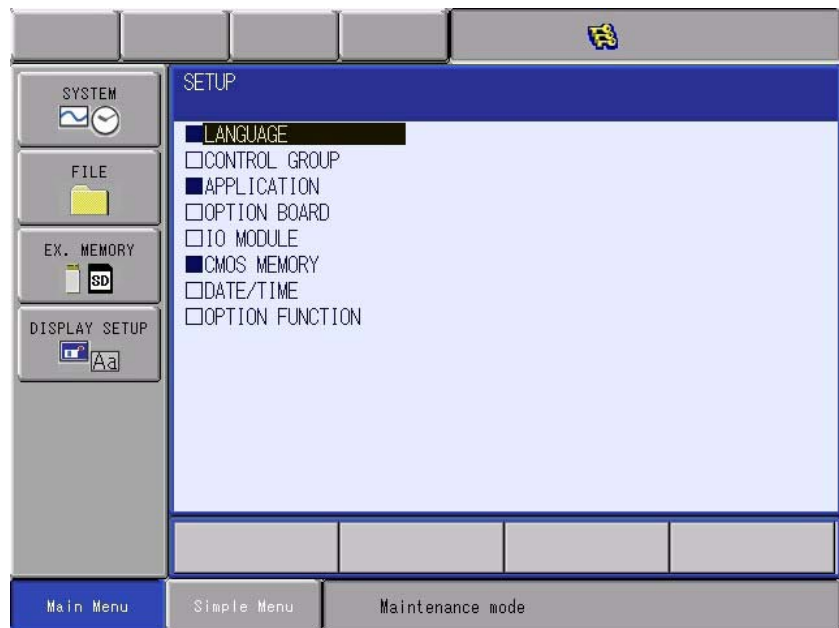 SYSTEM
FILE
EX. MEMORY
SD
DISPLAY SETUP
Aa
SETUP
LANGUAGE
CONTROL GROUP
APPLICATION
OPTION BOARD
IO MODULE
CMOS MEMORY
DATE/TIME
OPTION FUNCTION
Main Menu
Simple Menu
Maintenance mode